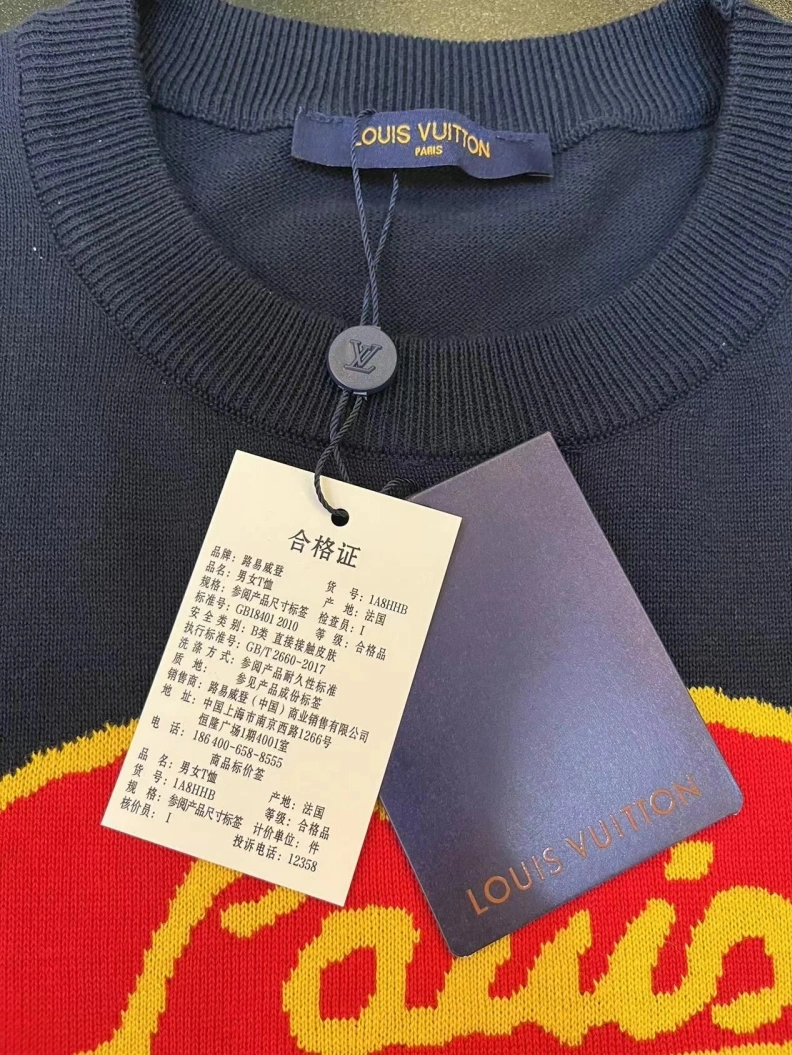 LOUIS VUITTON
PARIS
LV
合格证
品牌: 路易威登
品名: 男女T恤 货 号: 1A8HHB
规格: 参阅产品尺寸标签 产 地: 法国
标准号: GB18401 2010 检查员: I
安全类别: B类 直接接触皮肤 等 级: 合格品
执行标准号: GB/T 2660-2017
洗涤方式: 参阅产品耐久性标准
质 地: 参见产品成份标签
销售商: 路易威登（中国）商业销售有限公司
地 址: 中国上海市南京西路1266号
恒隆广场1期4001室
电 话: 186 400-658-8555
商品标价签
品 名: 男女T恤
货 号: 1A8HHB 产地: 法国
规 格: 参阅产品尺寸标签 等级: 合格品
核价员: I 计价单位: 件
投诉电话: 12358
LOUIS VUITTON
Louis